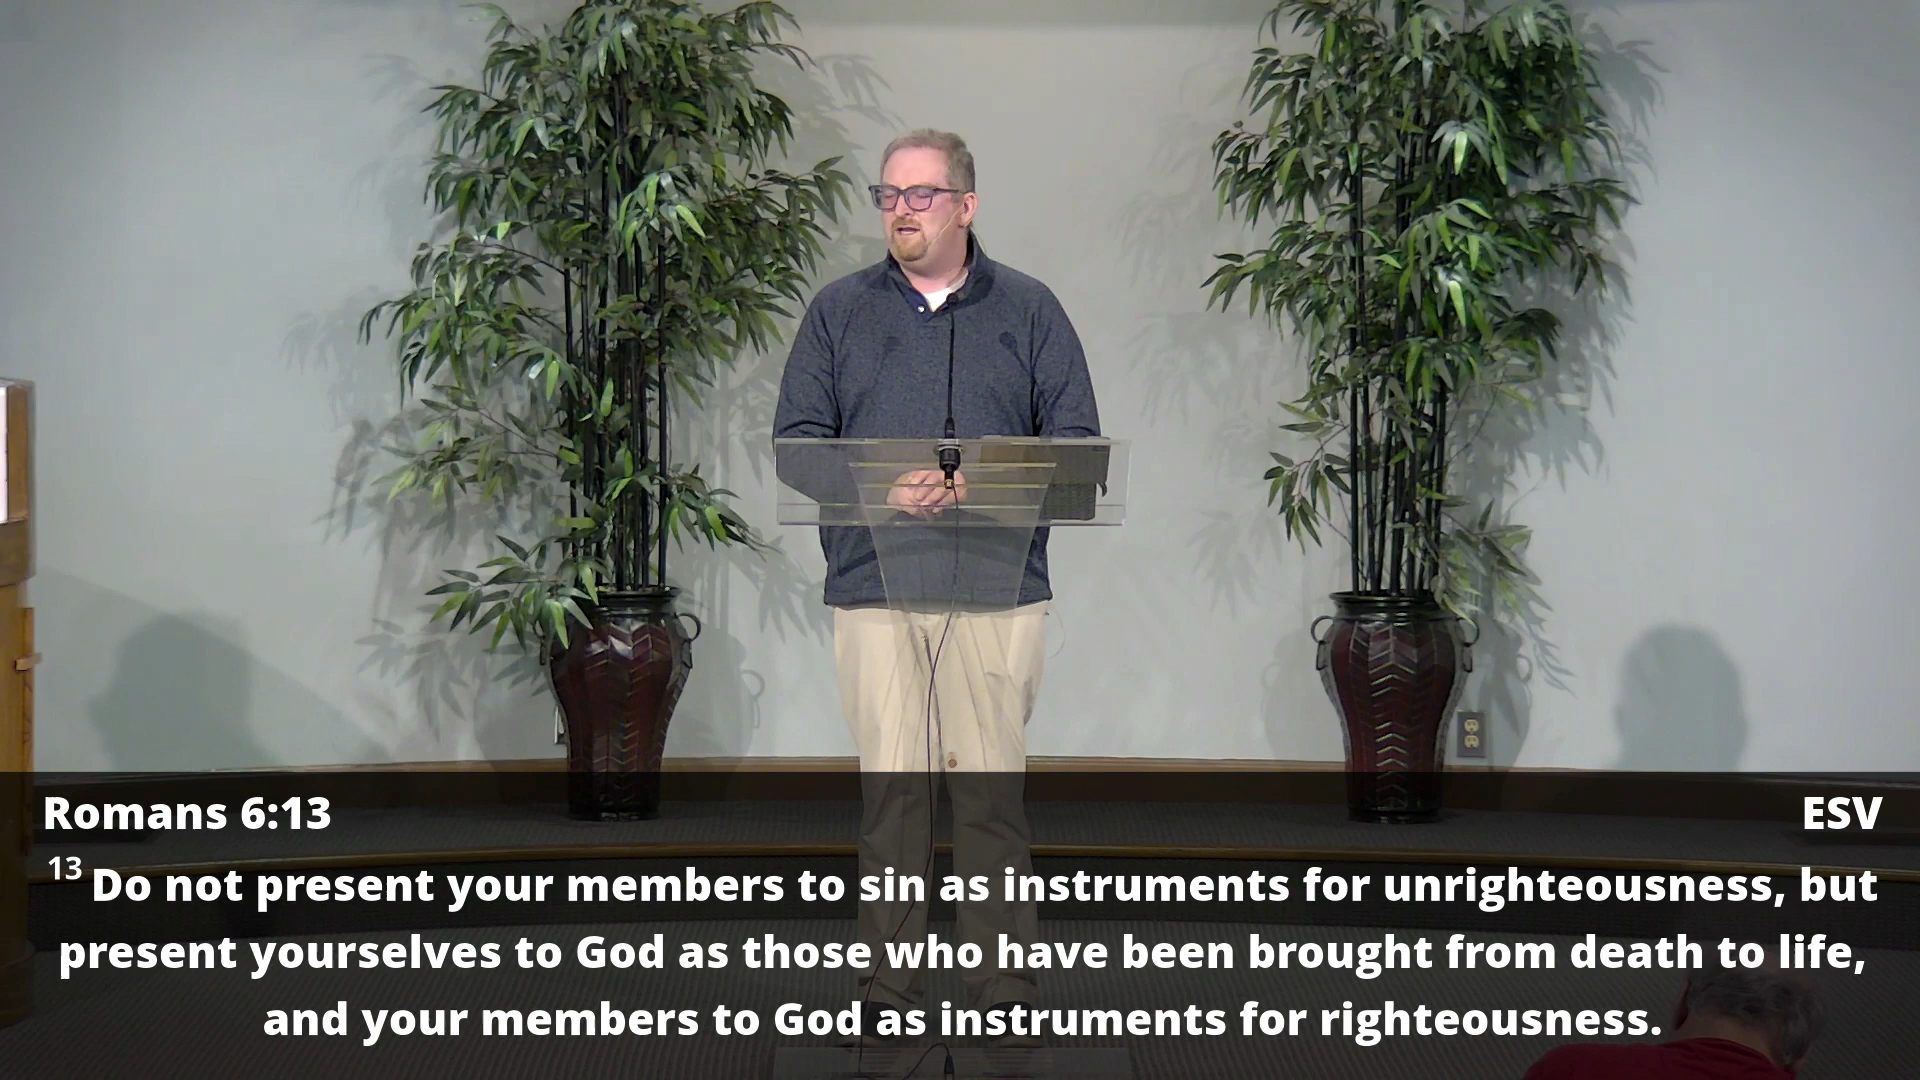 Romans 6:13 ESV
13 Do not present your members to sin as instruments for unrighteousness, but
present yourselves to God as those who have been brought from death to life,
and your members to God as instruments for righteousness.